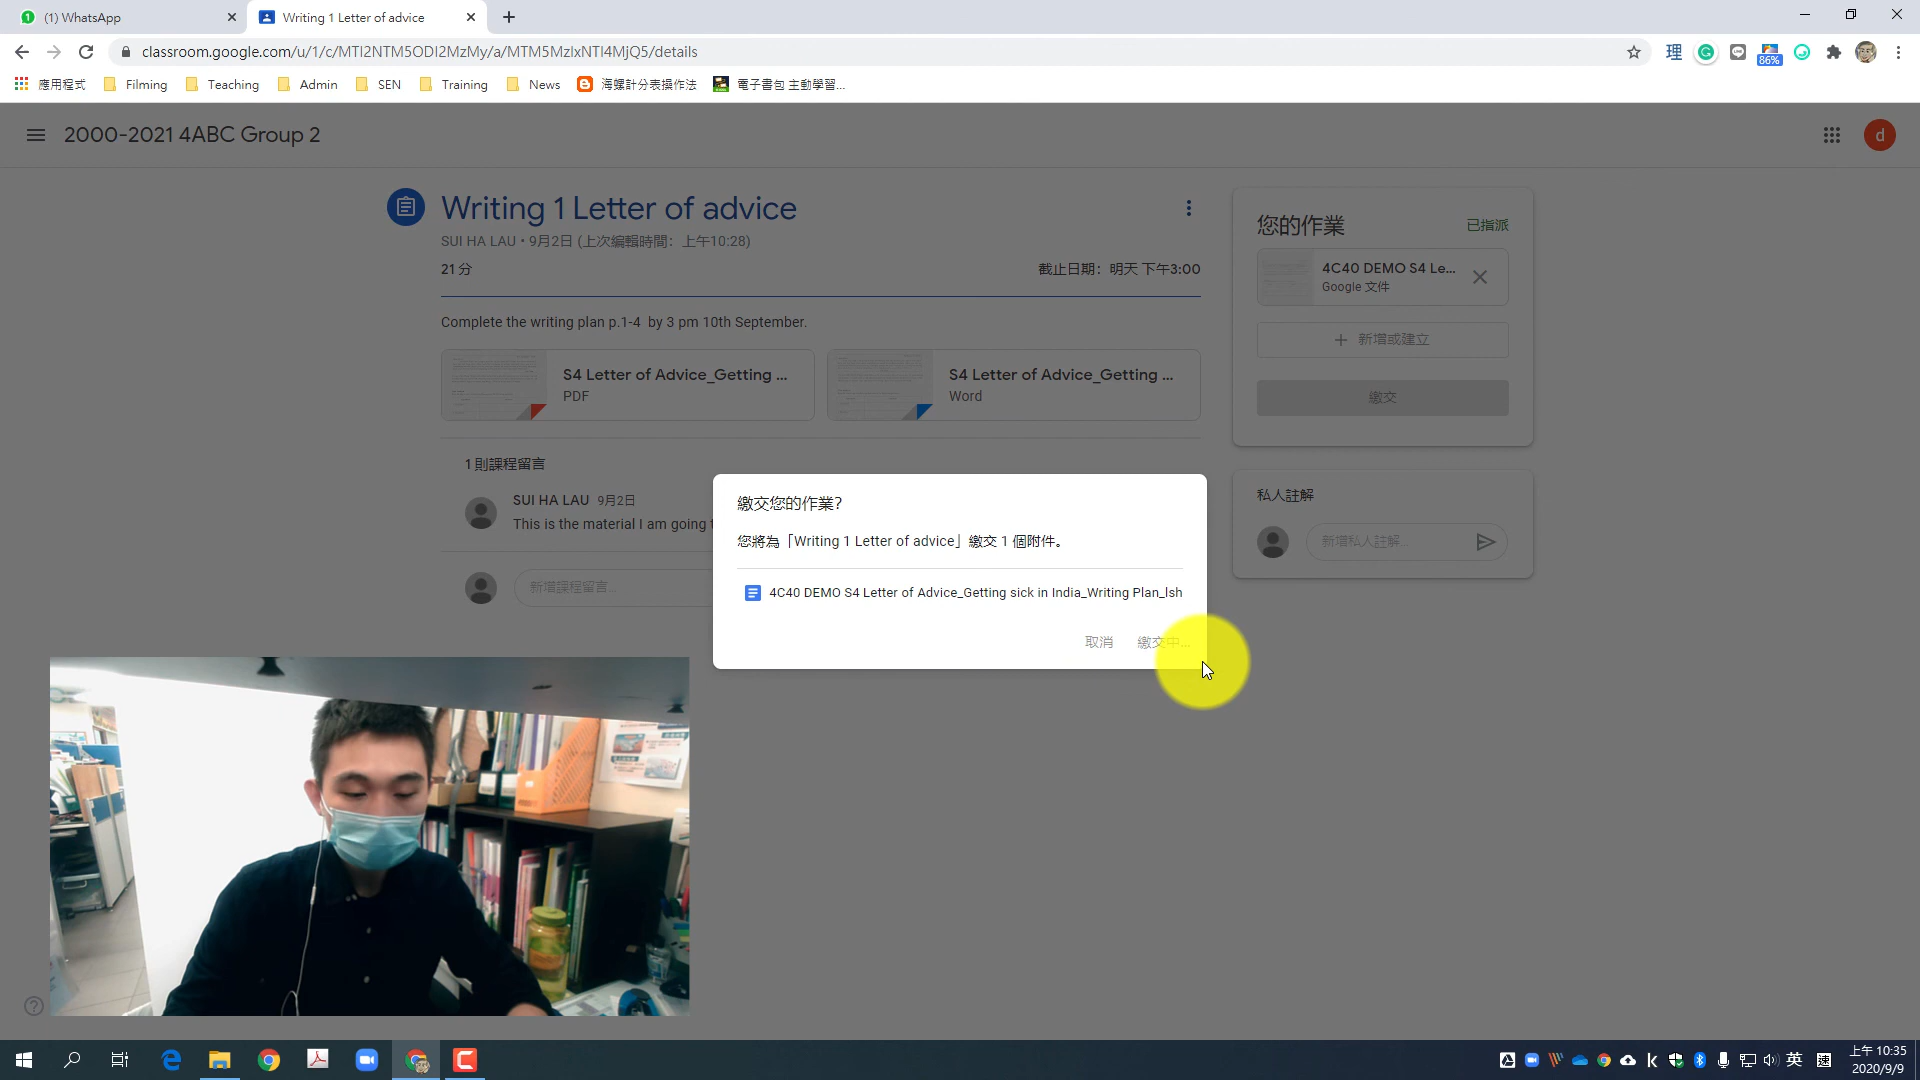 (1) WhatsApp
Writing 1 Letter of advice
classroom.google.com/u/1/c/MTI2NTM5ODI2MzMy/a/MTM5MzIxNTI4MjQ5/details
86%
應用程式
Filming
Teaching
Admin
SEN
Training
News
海螺計分表操作法
電子書包 主動學習...
2000-2021 4ABC Group 2
d
Writing 1 Letter of advice
SUI HA LAU • 9月2日 (上次編輯時間：上午10:28)
21 分
截止日期：明天 下午3:00
Complete the writing plan p.1-4 by 3 pm 10th September.
S4 Letter of Advice_Getting ...
PDF
S4 Letter of Advice_Getting ...
Word
1 則課程留言
SUI HA LAU 9月2日
This is the material I am going
新增課程留言...
您的作業
已指派
4C40 DEMO S4 Le...
Google 文件
新增或建立
繳交
私人註解
新增私人註解...
繳交您的作業?
您將為「Writing 1 Letter of advice」繳交 1 個附件。
4C40 DEMO S4 Letter of Advice_Getting sick in India_Writing Plan_lsh
取消
繳交中...
英
上午 10:35
2020/9/9